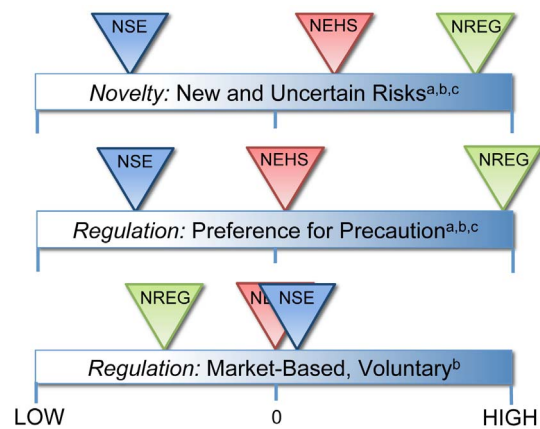 NSE NEHS NREG
Novelty: New and Uncertain Risksa,b,c
NSE NEHS NREG
Regulation: Preference for Precautiona,b,c
NREG NSE
Regulation: Market-Based, Voluntaryb
LOW 0 HIGH